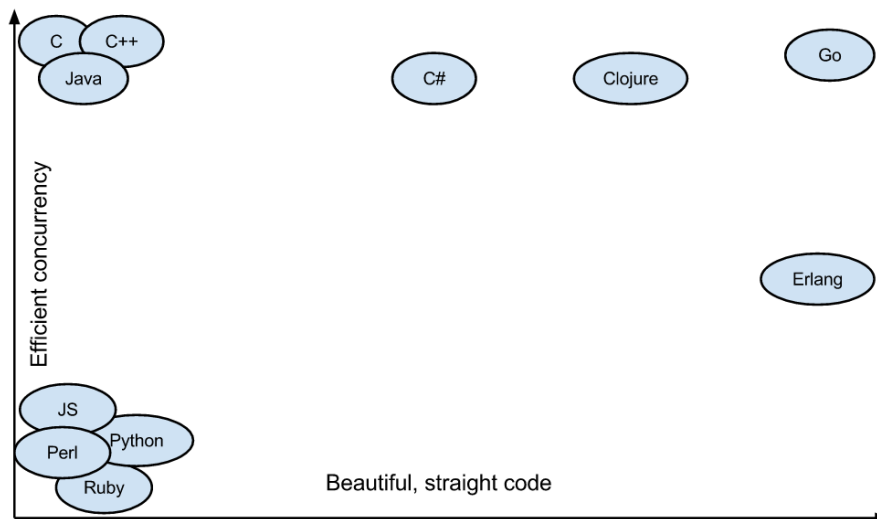 C
C++
Java
C#
Clojure
Go
Efficient concurrency
Erlang
JS
Python
Perl
Ruby
Beautiful, straight code